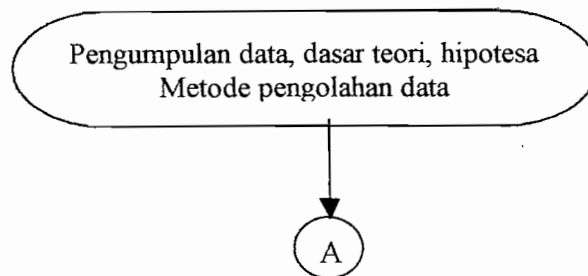 Pengumpulan data, dasar teori, hipotesa
Metode pengolahan data
A